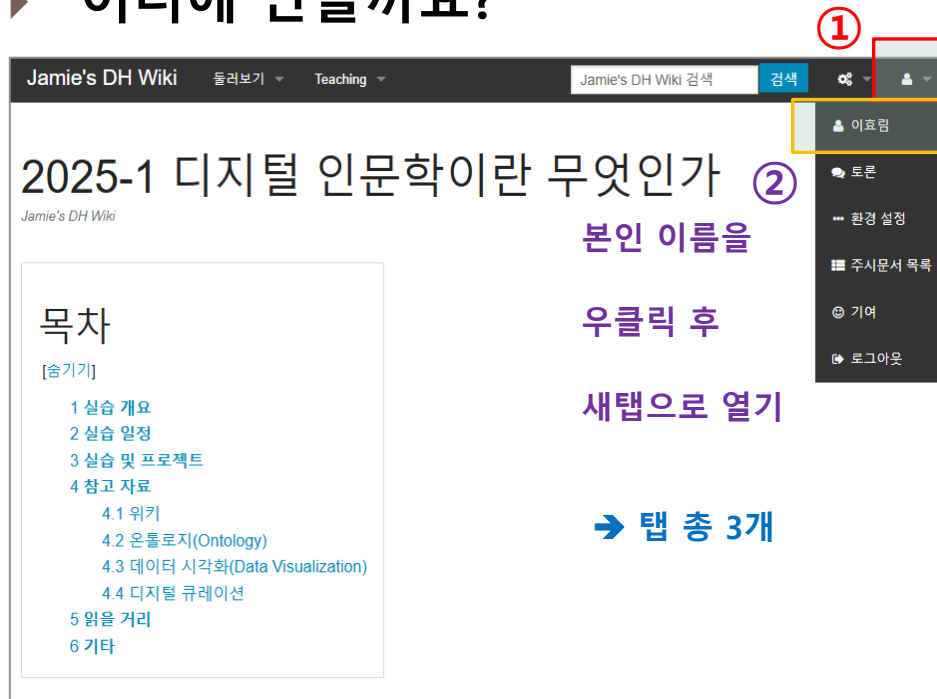 어디에 만들까요?
①
Jamie's DH Wiki 둘러보기 Teaching Jamie's DH Wiki 검색 검색
이효림
2025-1 디지털 인문학이란 무엇인가
②
토론
Jamie's DH Wiki
환경 설정
본인 이름을
주시문서 목록
목차
우클릭 후
기여
[숨기기]
로그아웃
1 실습 개요
새탭으로 열기
2 실습 일정
3 실습 및 프로젝트
4 참고 자료
4.1 위키
➔ 탭 총 3개
4.2 온톨로지(Ontology)
4.3 데이터 시각화(Data Visualization)
4.4 디지털 큐레이션
5 읽을 거리
6 기타